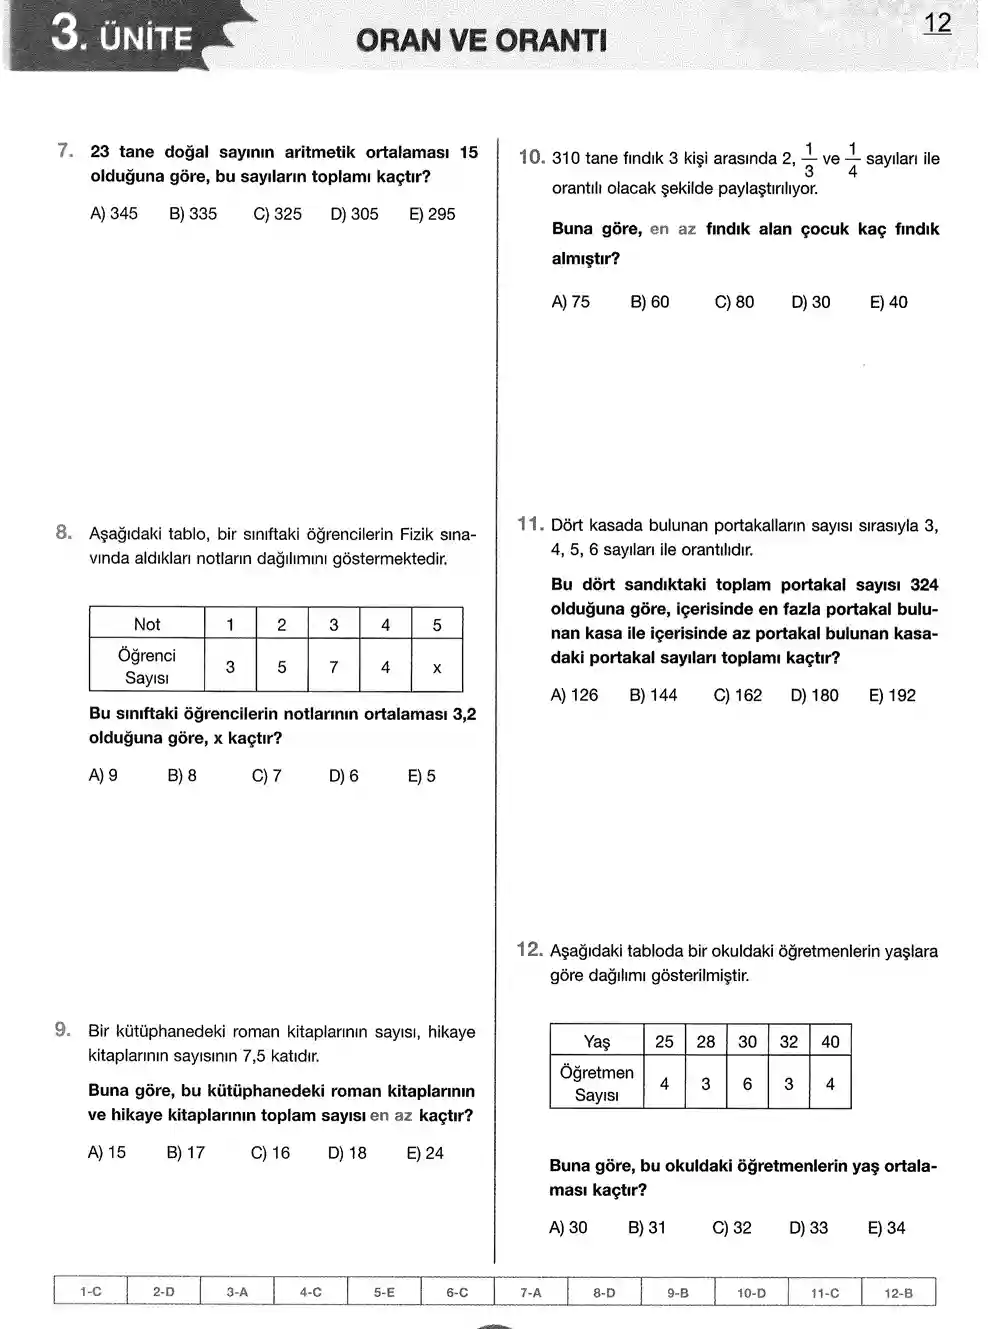 3. ÜNİTE
ORAN VE ORANTI
12
7. 23 tane doğal sayının aritmetik ortalaması 15
olduğuna göre, bu sayıların toplamı kaçtır?
A) 345 B) 335 C) 325 D) 305 E) 295
8. Aşağıdaki tablo, bir sınıftaki öğrencilerin Fizik sına-
vında aldıkları notların dağılımını göstermektedir.
Not 1 2 3 4 5
Öğrenci
Sayısı 3 5 7 4 x
Bu sınıftaki öğrencilerin notlarının ortalaması 3,2
olduğuna göre, x kaçtır?
A) 9 B) 8 C) 7 D) 6 E) 5
9. Bir kütüphanedeki roman kitaplarının sayısı, hikaye
kitaplarının sayısının 7,5 katıdır.
Buna göre, bu kütüphanedeki roman kitaplarının
ve hikaye kitaplarının toplam sayısı en az kaçtır?
A) 15 B) 17 C) 16 D) 18 E) 24
10. 310 tane fındık 3 kişi arasında 2, 1/3 ve 1/4 sayıları ile
orantılı olacak şekilde paylaştırılıyor.
Buna göre, en az fındık alan çocuk kaç fındık
almıştır?
A) 75 B) 60 C) 80 D) 30 E) 40
11. Dört kasada bulunan portakalların sayısı sırasıyla 3,
4, 5, 6 sayıları ile orantılıdır.
Bu dört sandıktaki toplam portakal sayısı 324
olduğuna göre, içerisinde en fazla portakal bulu-
nan kasa ile içerisinde az portakal bulunan kasa-
daki portakal sayıları toplamı kaçtır?
A) 126 B) 144 C) 162 D) 180 E) 192
12. Aşağıdaki tabloda bir okuldaki öğretmenlerin yaşlara
göre dağılımı gösterilmiştir.
Yaş 25 28 30 32 40
Öğretmen
Sayısı 4 3 6 3 4
Buna göre, bu okuldaki öğretmenlerin yaş ortala-
ması kaçtır?
A) 30 B) 31 C) 32 D) 33 E) 34
1-C 2-D 3-A 4-C 5-E 6-C 7-A 8-D 9-B 10-D 11-C 12-B